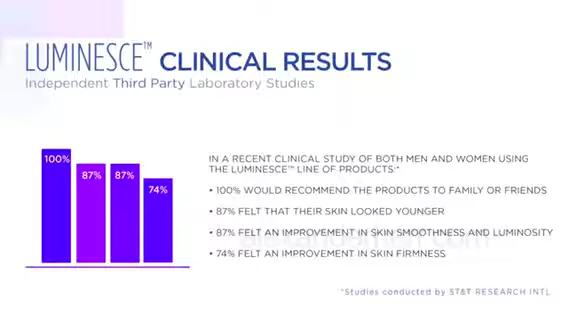 LUMINESCE™ CLINICAL RESULTS
Independent Third Party Laboratory Studies
100%
87%
87%
74%
IN A RECENT CLINICAL STUDY OF BOTH MEN AND WOMEN USING
THE LUMINESCE™ LINE OF PRODUCTS:*
• 100% WOULD RECOMMEND THE PRODUCTS TO FAMILY OR FRIENDS
• 87% FELT THAT THEIR SKIN LOOKED YOUNGER
• 87% FELT AN IMPROVEMENT IN SKIN SMOOTHNESS AND LUMINOSITY
• 74% FELT AN IMPROVEMENT IN SKIN FIRMNESS
*Studies conducted by ST&T RESEARCH INTL